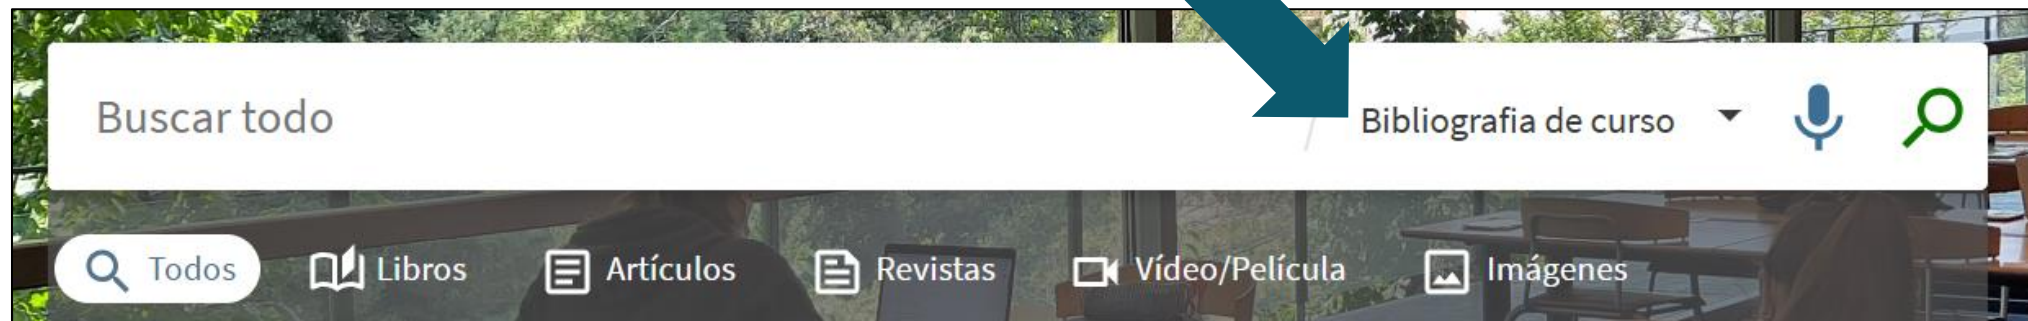 Buscar todo
Bibliografia de curso
Todos
Libros
Artículos
Revistas
Vídeo/Película
Imágenes